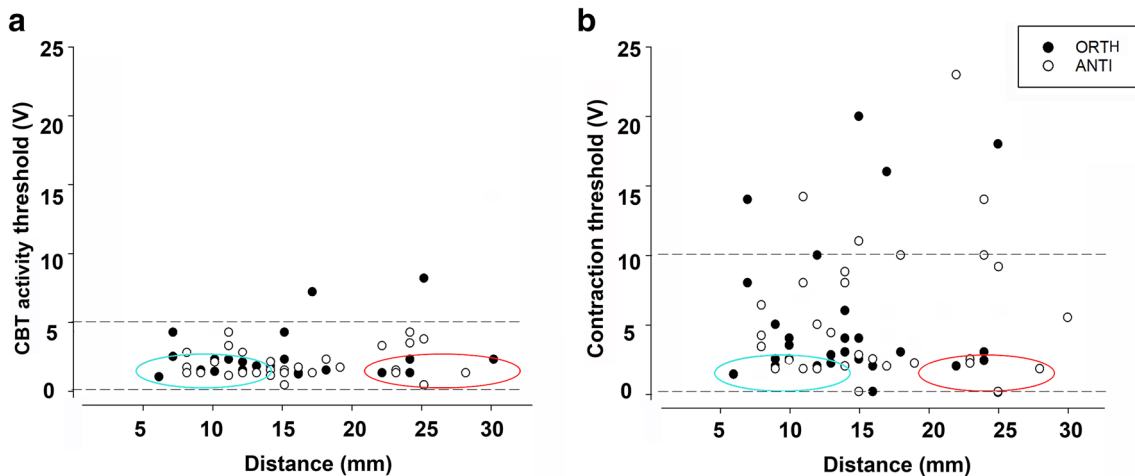 a
CBT activity threshold (V)
25
20
15
10
5
0
5 10 15 20 25 30
Distance (mm)
b
Contraction threshold (V)
25
20
15
10
5
0
5 10 15 20 25 30
Distance (mm)
ORTH
ANTI